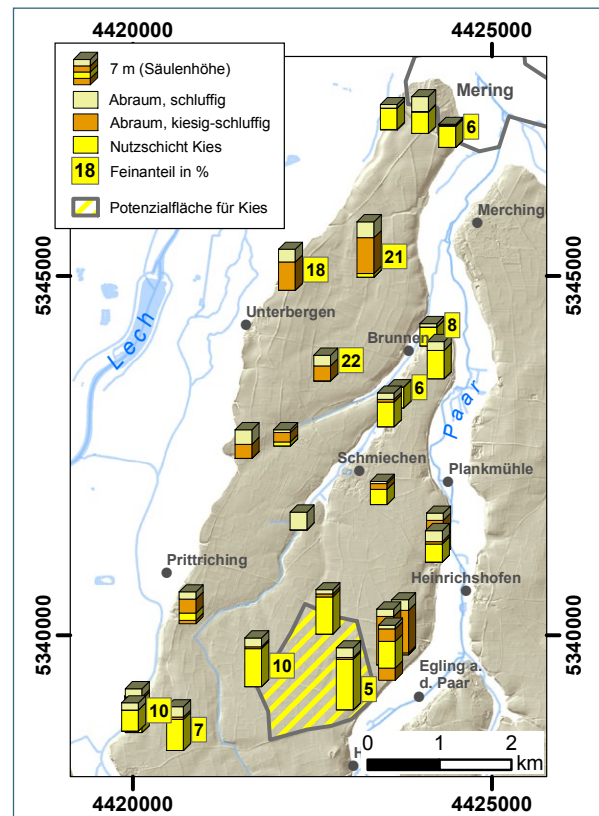 4420000
4425000
7 m (Säulenhöhe)
Abraum, schluffig
Abraum, kiesig-schluffig
Nutzschicht Kies
18 Feinanteil in %
Potenzialfläche für Kies
Mering
6
Merching
5345000
5345000
18
21
Unterbergen
Lech
8
Brunnen
22
6
Paar
Schmiechen
Plankmühle
Prittriching
Heinrichshofen
5340000
5340000
10
5
Egling a.
d. Paar
10
7
H
0 1 2
km
4420000
4425000